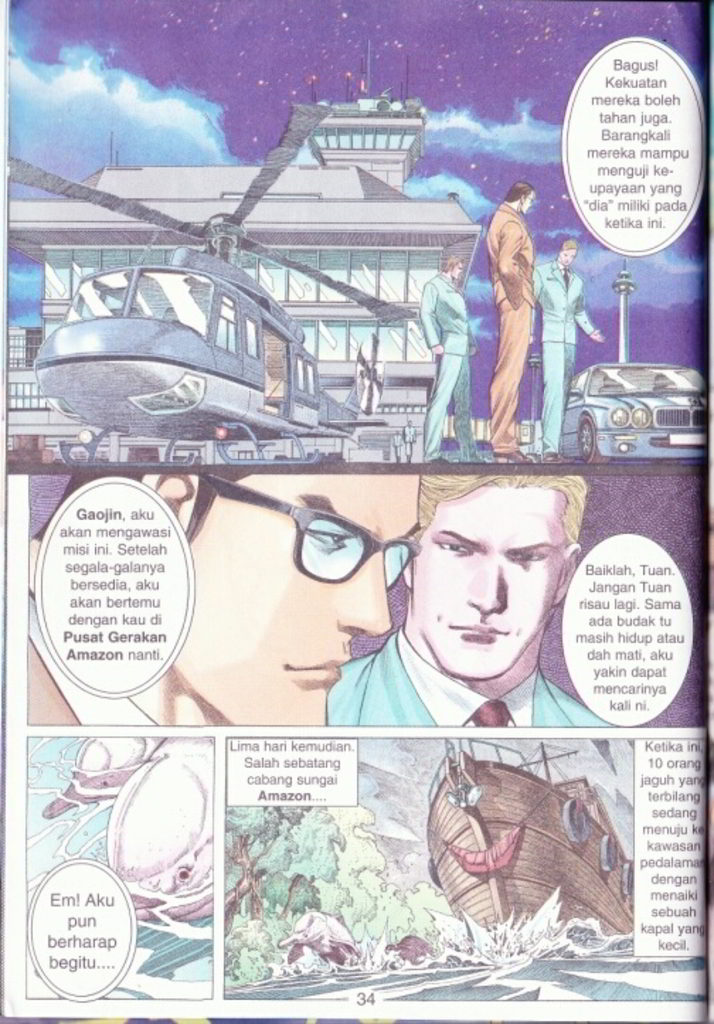 Bagus!
Kekuatan
mereka boleh
tahan juga.
Barangkali
mereka mampu
menguji ke-
upayaan yang
"dia" miliki pada
ketika ini.
Gaojin, aku
akan mengawasi
misi ini. Setelah
segala-galanya
bersedia, aku
akan bertemu
dengan kau di
Pusat Gerakan
Amazon nanti.
Baiklah, Tuan.
Jangan Tuan
risau lagi. Sama
ada budak tu
masih hidup atau
dah mati, aku
yakin dapat
mencarinya
kali ni.
Em! Aku
pun
berharap
begitu....
Lima hari kemudian.
Salah sebatang
cabang sungai
Amazon....
Ketika ini,
10 orang
jaguh yang
terbilang
sedang
menuju ke
kawasan
pedalaman
dengan
menaiki
sebuah
kapal yang
kecil.
34